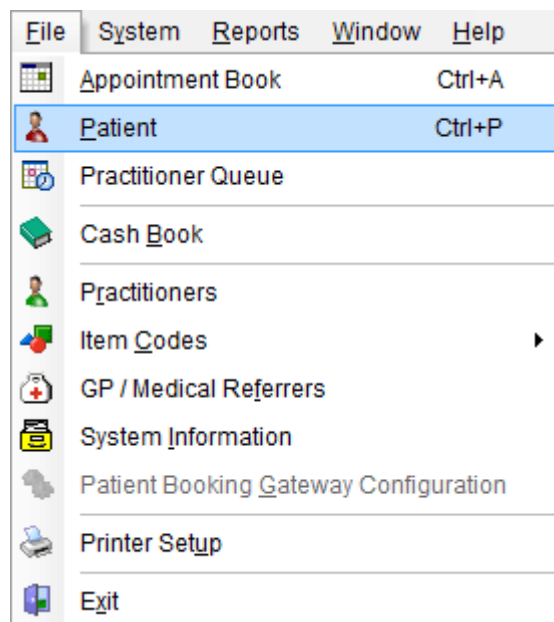 File System Reports Window Help
Appointment Book Ctrl+A
Patient Ctrl+P
Practitioner Queue
Cash Book
Practitioners
Item Codes
GP / Medical Referrers
System Information
Patient Booking Gateway Configuration
Printer Setup
Exit